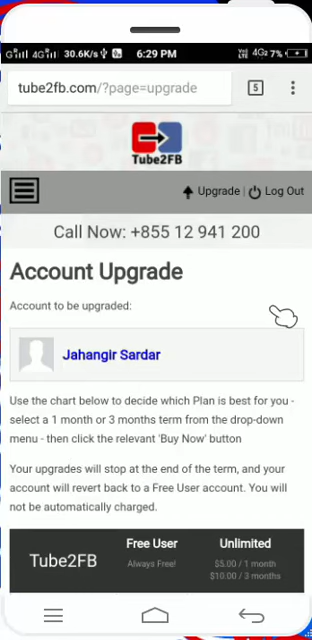 G 4G 30.6K/s 6:29 PM VoLTE 4G2 7%
tube2fb.com/?page=upgrade 5
Tube2FB
Upgrade | Log Out
Call Now: +855 12 941 200
Account Upgrade
Account to be upgraded:
Jahangir Sardar
Use the chart below to decide which Plan is best for you -
select a 1 month or 3 months term from the drop-down
menu - then click the relevant 'Buy Now' button
Your upgrades will stop at the end of the term, and your
account will revert back to a Free User account. You will
not be automatically charged.
Tube2FB
Free User
Always Free!
Unlimited
$5.00 / 1 month
$10.00 / 3 months